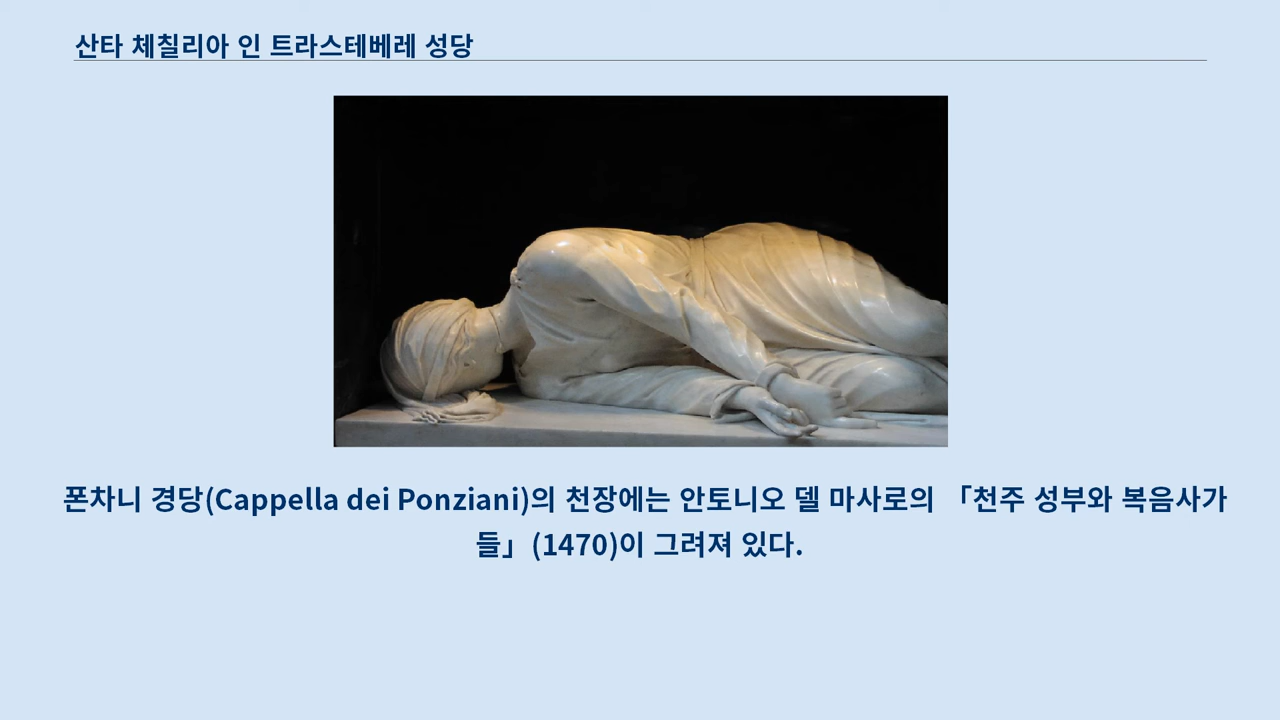 산타 체칠리아 인 트라스테베레 성당
폰차니 경당(Cappella dei Ponziani)의 천장에는 안토니오 델 마사로의 「천주 성부와 복음사가
들」(1470)이 그려져 있다.